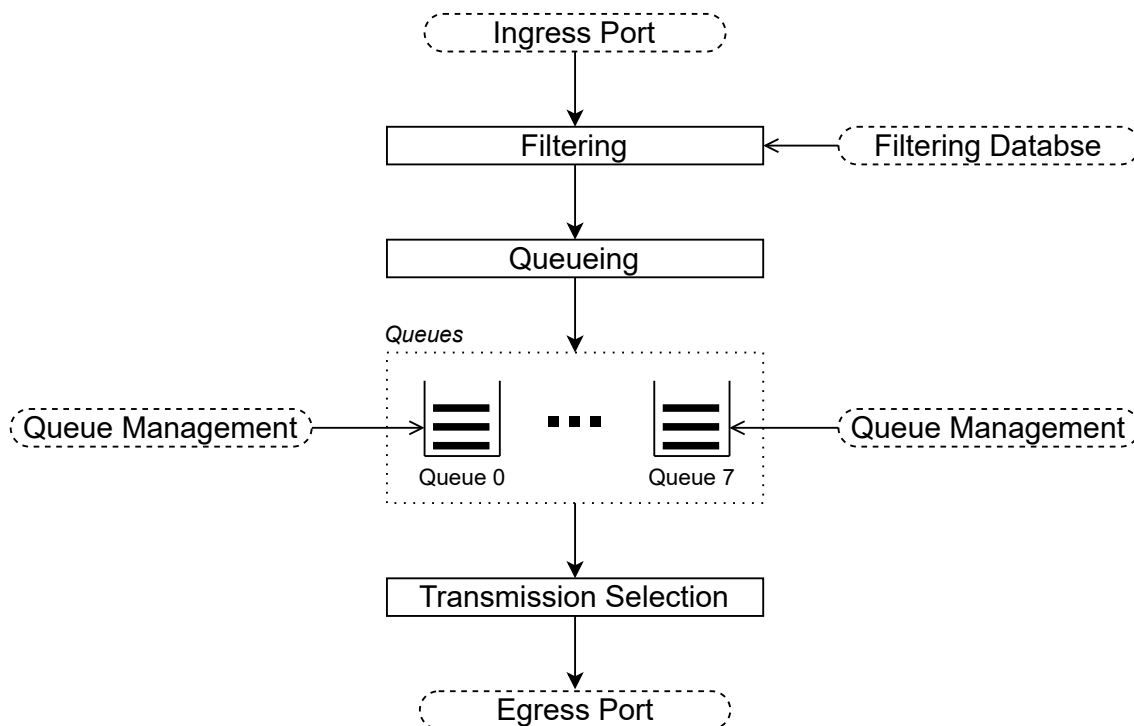 Ingress Port
Filtering
Filtering Databse
Queueing
Queues
Queue Management
Queue Management
Queue 0
Queue 7
Transmission Selection
Egress Port